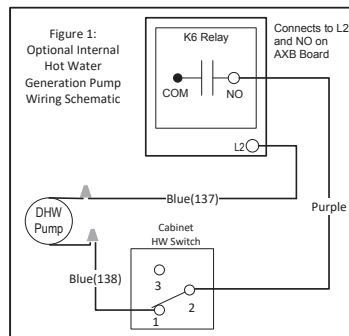 Figure 1:
Optional Internal
Hot Water
Generation Pump
Wiring Schematic
K6 Relay
COM
NO
L2
Connects to L2
and NO on
AXB Board
Blue(137)
Purple
DHW
Pump
Blue(138)
Cabinet
HW Switch
3
2
1